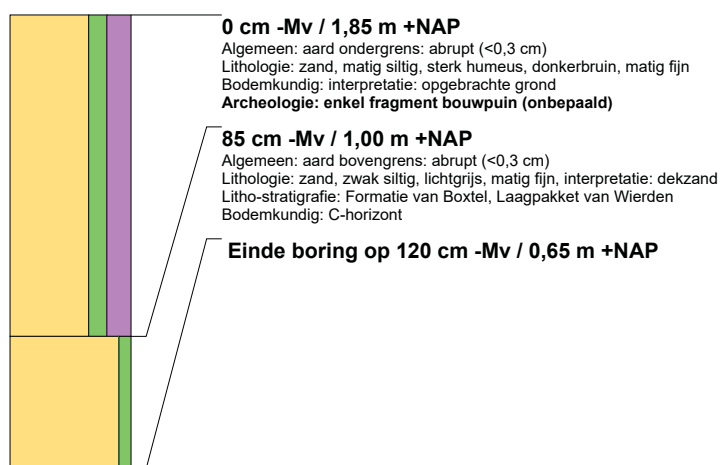 0 cm -Mv / 1,85 m +NAP
Algemeen: aard ondergrens: abrupt (<0,3 cm)
Lithologie: zand, matig siltig, sterk humeus, donkerbruin, matig fijn
Bodemkundig: interpretatie: opgebrachte grond
Archeologie: enkel fragment bouwpuin (onbepaald)
85 cm -Mv / 1,00 m +NAP
Algemeen: aard bovengrens: abrupt (<0,3 cm)
Lithologie: zand, zwak siltig, lichtgrijs, matig fijn, interpretatie: dekzand
Litho-stratigrafie: Formatie van Boxtel, Laagpakket van Wierden
Bodemkundig: C-horizont
Einde boring op 120 cm -Mv / 0,65 m +NAP